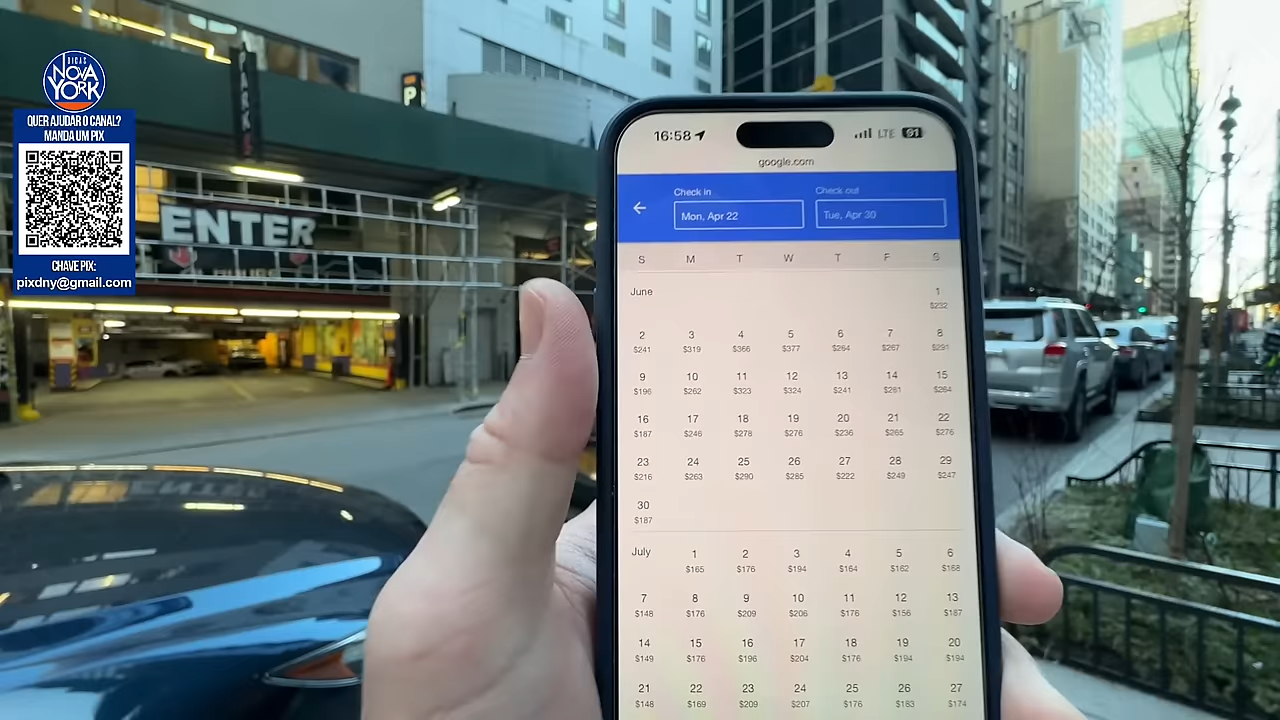 DICAS
NOVA
YORK
QUER AJUDAR O CANAL?
MANDA UM PIX
CHAVE PIX:
pixdny@gmail.com
PARK
P
ENTER
16:58 LTE 61
google.com
Check in Check out
Mon, Apr 22 Tue, Apr 30
S M T W T F S
June 1
$232
2 3 4 5 6 7 8
$241 $319 $366 $377 $264 $267 $291
9 10 11 12 13 14 15
$196 $262 $323 $324 $241 $261 $264
16 17 18 19 20 21 22
$187 $246 $278 $276 $236 $265 $276
23 24 25 26 27 28 29
$216 $263 $290 $285 $222 $249 $247
30
$187
July 1 2 3 4 5 6
$165 $176 $194 $164 $162 $168
7 8 9 10 11 12 13
$148 $176 $209 $206 $176 $156 $187
14 15 16 17 18 19 20
$149 $176 $196 $204 $176 $194 $194
21 22 23 24 25 26 27
$148 $169 $209 $207 $176 $183 $174